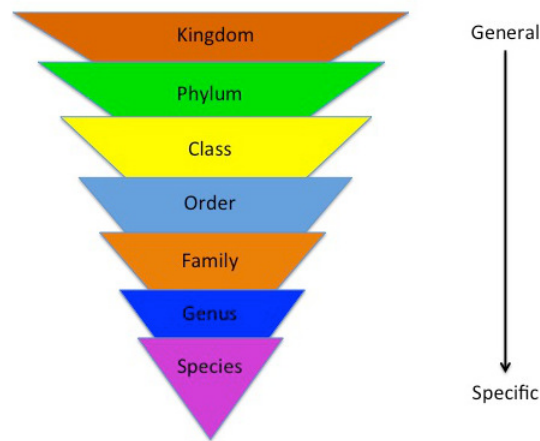 Kingdom
General
Phylum
Class
Order
Family
Genus
Species
Specific